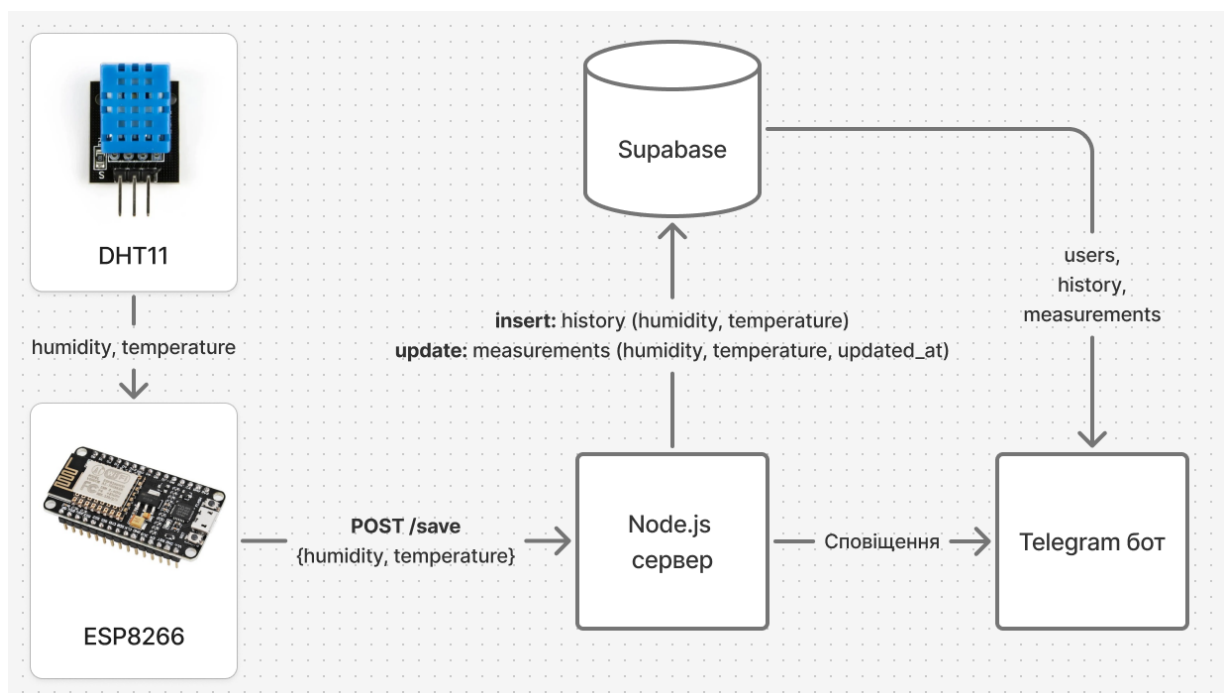 DHT11
humidity, temperature
ESP8266
POST /save
{humidity, temperature}
Node.js
сервер
insert: history (humidity, temperature)
update: measurements (humidity, temperature, updated_at)
Supabase
users,
history,
measurements
Сповіщення
Telegram бот